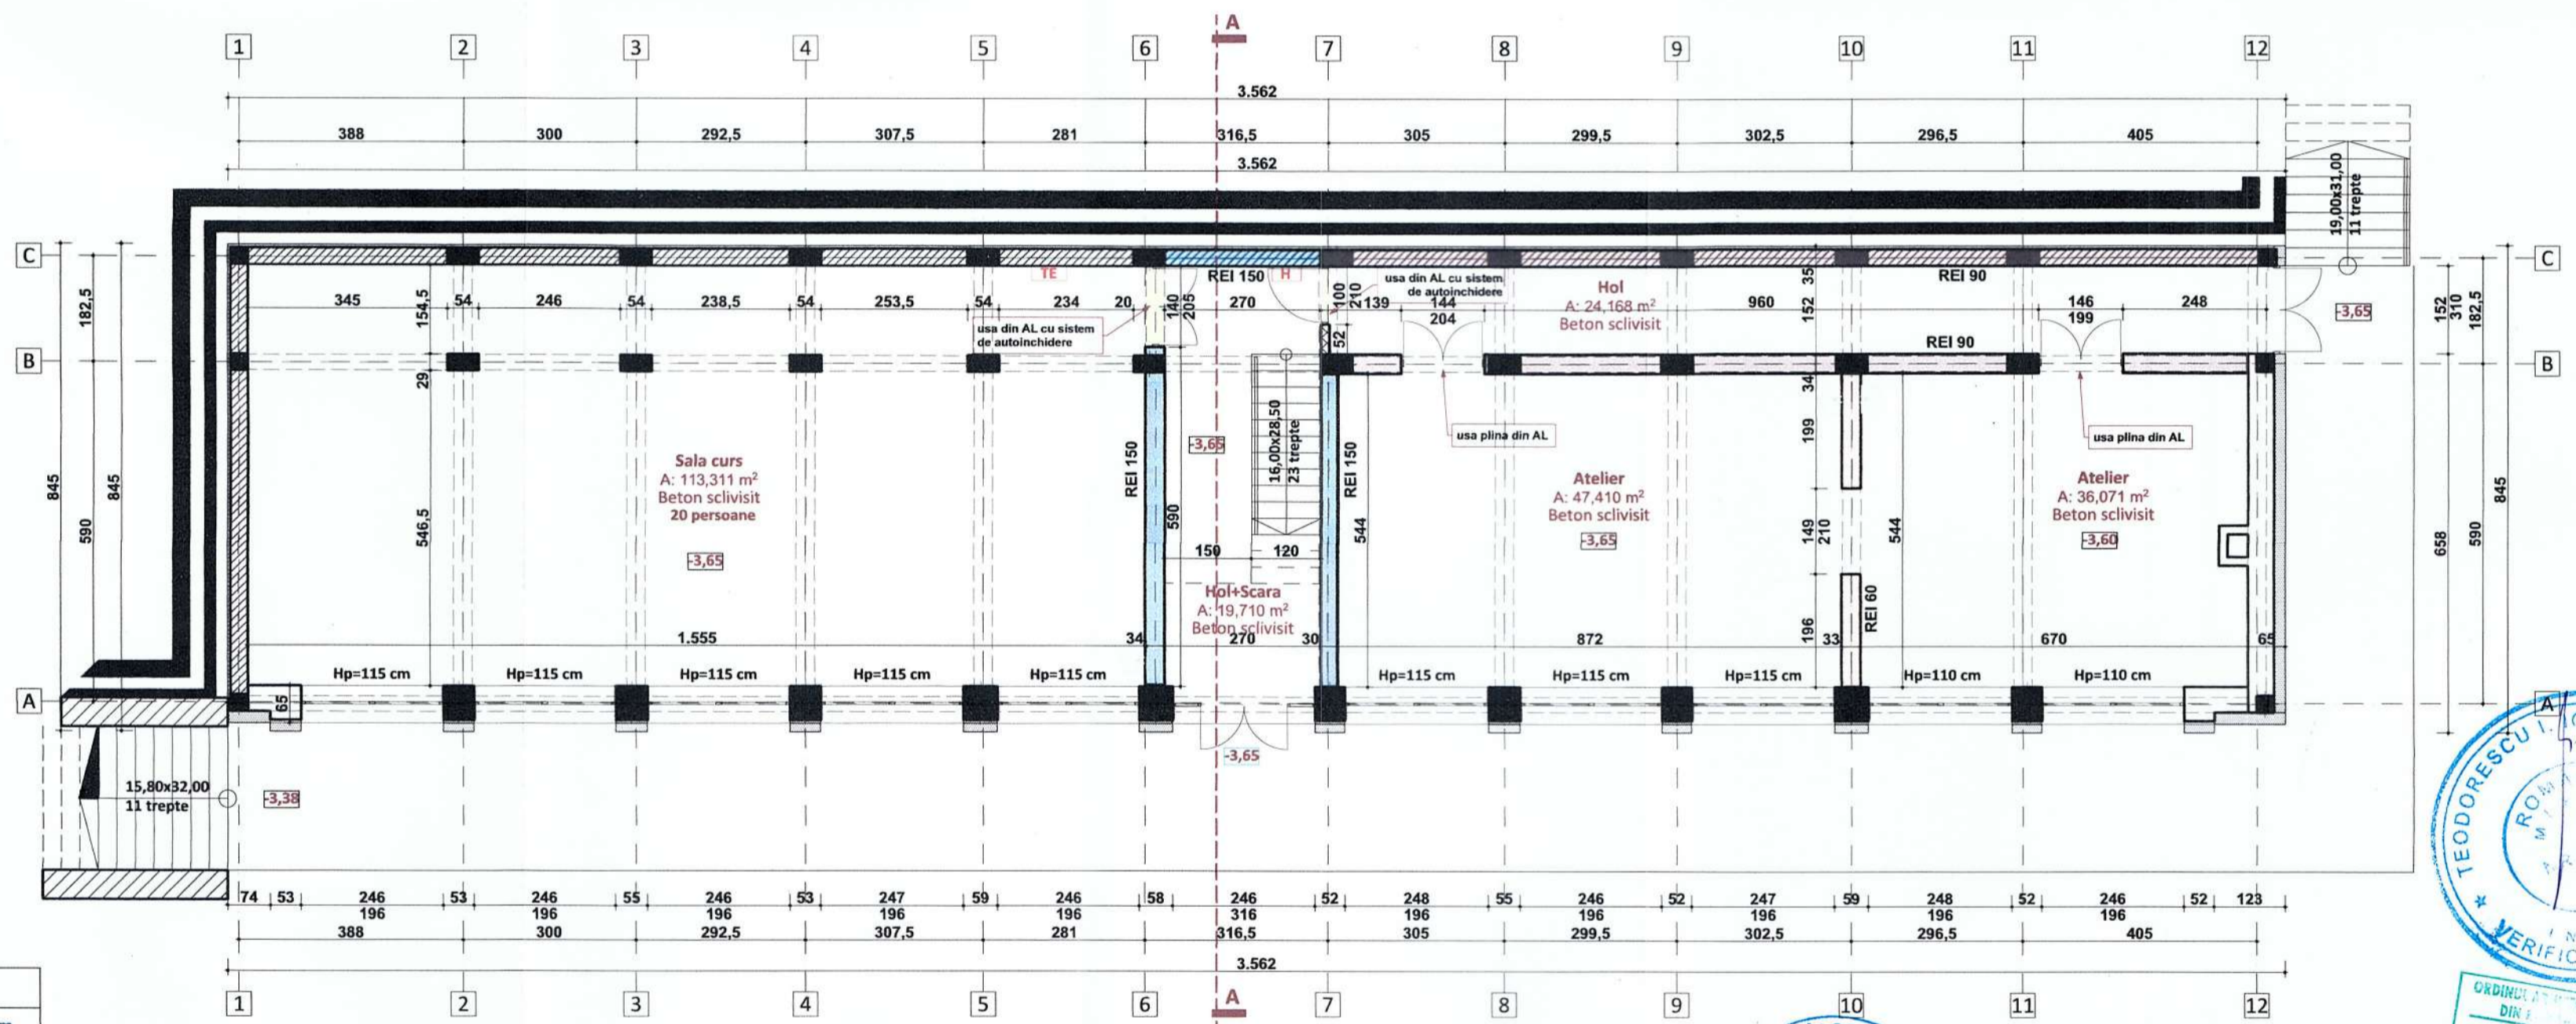 A
1 2 3 4 5 6 7 8 9 10 11 12
3.562
388 300 292,5 307,5 281 316,5 305 299,5 302,5 296,5 405
3.562
19,00x31,00
11 trepte
C C
REI 150
TE
H
usa din AL cu sistem
de autoinchidere
Hol
A: 24,168 m²
Beton sclivisit
REI 90
345 54 246 54 238,5 54 253,5 54 234 20 270 139 144 960 146 248
204 199
140
205
100
210
52
35
152
154,5
182,5
-3,65
152
310
182,5
usa din AL cu sistem
de autoinchidere
REI 90
B B
29
34
845
590
845
546,5
Sala curs
A: 113,311 m²
Beton sclivisit
20 persoane
-3,65
REI 150
590
-3,65
16,00x28,50
23 trepte
150 120
Hol+Scara
A: 19,710 m²
Beton sclivisit
REI 150
544
usa plina din AL
Atelier
A: 47,410 m²
Beton sclivisit
-3,65
199
149
210
196
REI 60
544
usa plina din AL
Atelier
A: 36,071 m²
Beton sclivisit
-3,60
658
590
845
1.555 34 270 30 872 33 670 65
Hp=115 cm Hp=115 cm Hp=115 cm Hp=115 cm Hp=115 cm Hp=115 cm Hp=115 cm Hp=115 cm Hp=110 cm Hp=110 cm
A A
65
-3,65
15,80x32,00
11 trepte
-3,38
74 53 246 53 246 55 246 53 247 59 246 58 246 52 248 55 246 52 247 59 248 52 246 52 123
196 196 196 196 196 316 196 196 196 196 196
388 300 292,5 307,5 281 316,5 305 299,5 302,5 296,5 405
3.562
1 2 3 4 5 6 7 8 9 10 11 12
A
TEODORESCU I.
VERIFIC
DIN